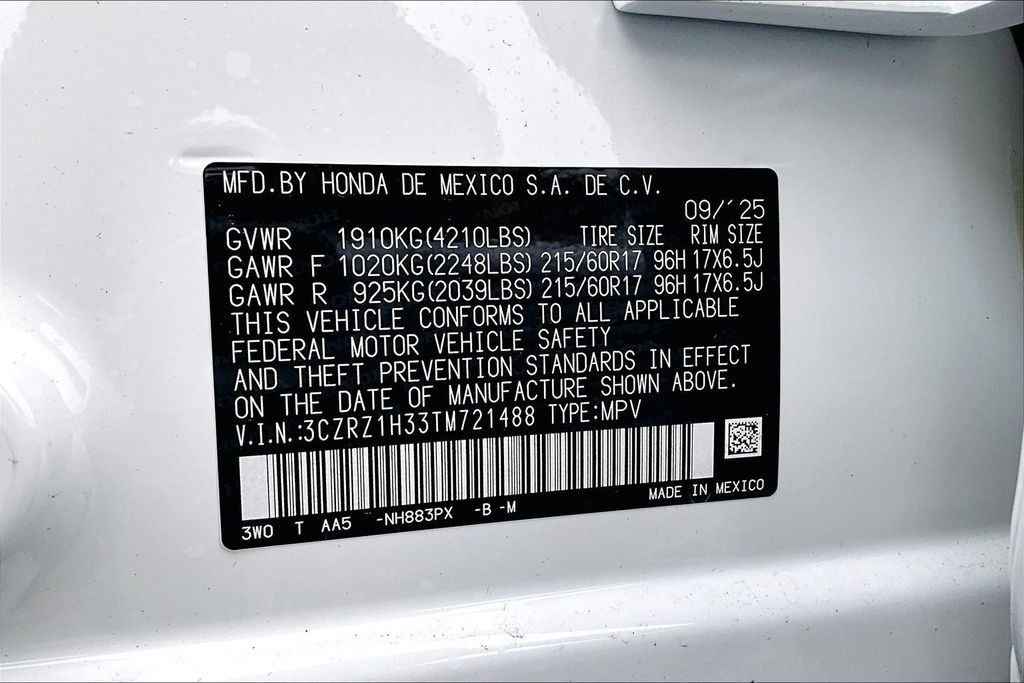 MFD.BY HONDA DE MEXICO S.A. DE C.V.
09/'25
GVWR 1910KG(4210LBS) TIRE SIZE RIM SIZE
GAWR F 1020KG(2248LBS) 215/60R17 96H 17X6.5J
GAWR R 925KG(2039LBS) 215/60R17 96H 17X6.5J
THIS VEHICLE CONFORMS TO ALL APPLICABLE
FEDERAL MOTOR VEHICLE SAFETY
AND THEFT PREVENTION STANDARDS IN EFFECT
ON THE DATE OF MANUFACTURE SHOWN ABOVE.
V.I.N.:3CZRZ1H33TM721488 TYPE:MPV
MADE IN MEXICO
3WO T AA5 -NH883PX -B -M